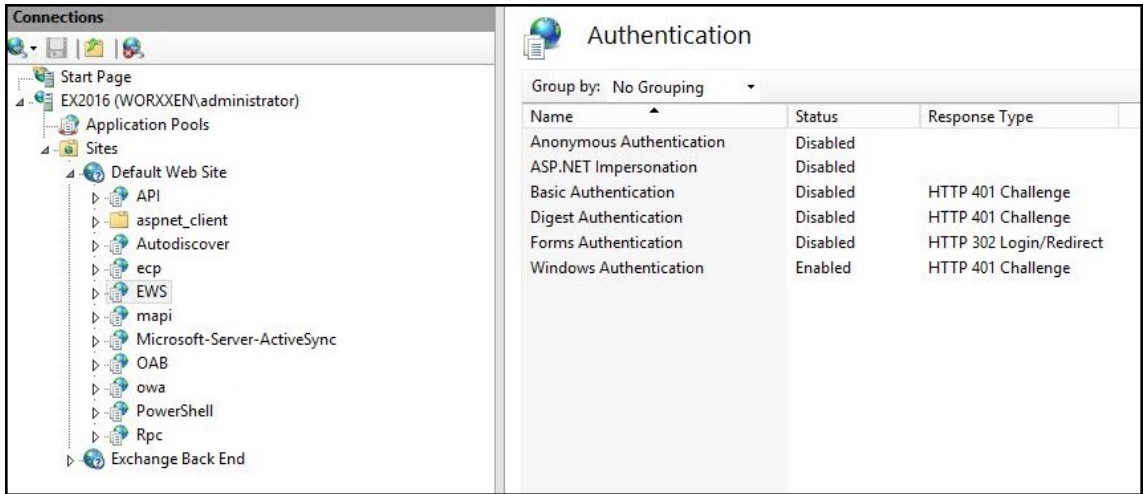 Connections
Start Page
EX2016 (WORXXEN\administrator)
Application Pools
Sites
Default Web Site
API
aspnet_client
Autodiscover
ecp
EWS
mapi
Microsoft-Server-ActiveSync
OAB
owa
PowerShell
Rpc
Exchange Back End
Authentication
Group by: No Grouping
Name Status Response Type
Anonymous Authentication Disabled
ASP.NET Impersonation Disabled
Basic Authentication Disabled HTTP 401 Challenge
Digest Authentication Disabled HTTP 401 Challenge
Forms Authentication Disabled HTTP 302 Login/Redirect
Windows Authentication Enabled HTTP 401 Challenge